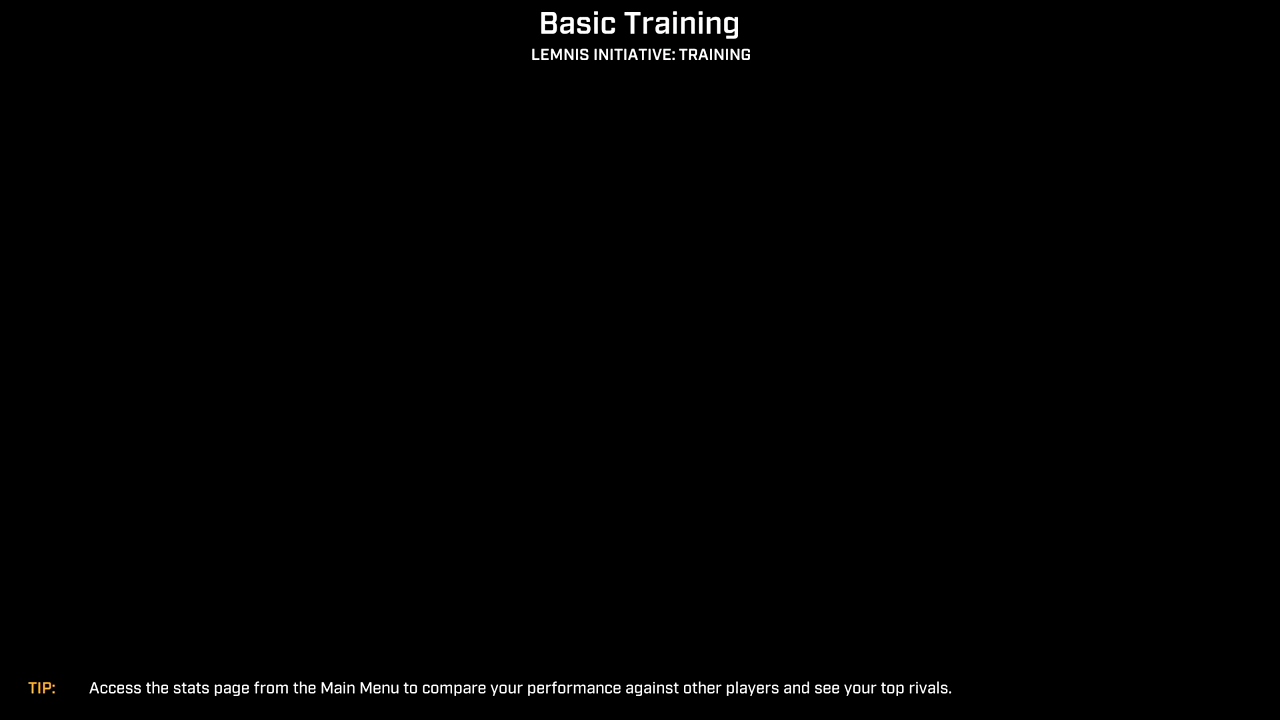 Basic Training
LEMNIS INITIATIVE: TRAINING
TIP: Access the stats page from the Main Menu to compare your performance against other players and see your top rivals.